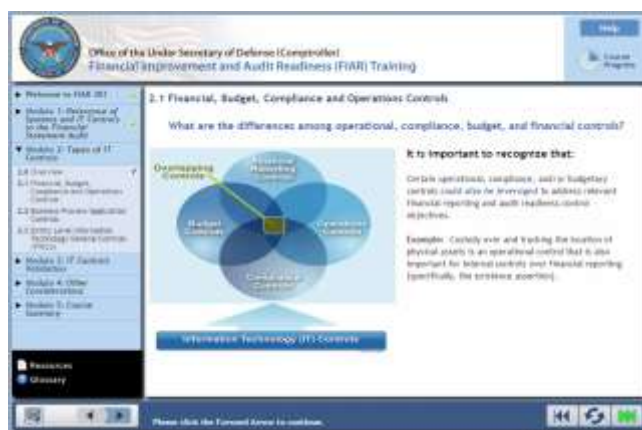 Help
Office of the Under Secretary of Defense (Comptroller)
Financial Improvement and Audit Readiness (FIAR) Training
Course
Progress
Welcome to FIAR
Module 1: Relevance of
Systems and IT Controls
to the Financial
Statement Audit
Module 2: Types of IT
Controls
2.0 Overview
2.1 Financial, Budget,
Compliance and Operations
Controls
2.2 Business Process Application
Controls
2.3 Entity Level Information
Technology General Controls
Module 3: IT Controls
Module 4: Other
Considerations
Module 5: Course
Summary
Resources
Glossary
2.1 Financial, Budget, Compliance and Operations Controls
What are the differences among operational, compliance, budget, and financial controls?
Overlapping
Controls
Financial
Reporting
Controls
Budget
Controls
Operations
Controls
Compliance
Controls
Information Technology (IT) Controls
It is important to recognize that:
Certain operational, compliance, and/or budgetary
controls could also be leveraged to address relevant
financial reporting and audit readiness control
objectives.
Example: Custody over and tracking the location of
physical assets is an operational control that is also
important for internal controls over financial reporting
(specifically, the existence assertion).
Please click the Forward Arrow to continue.